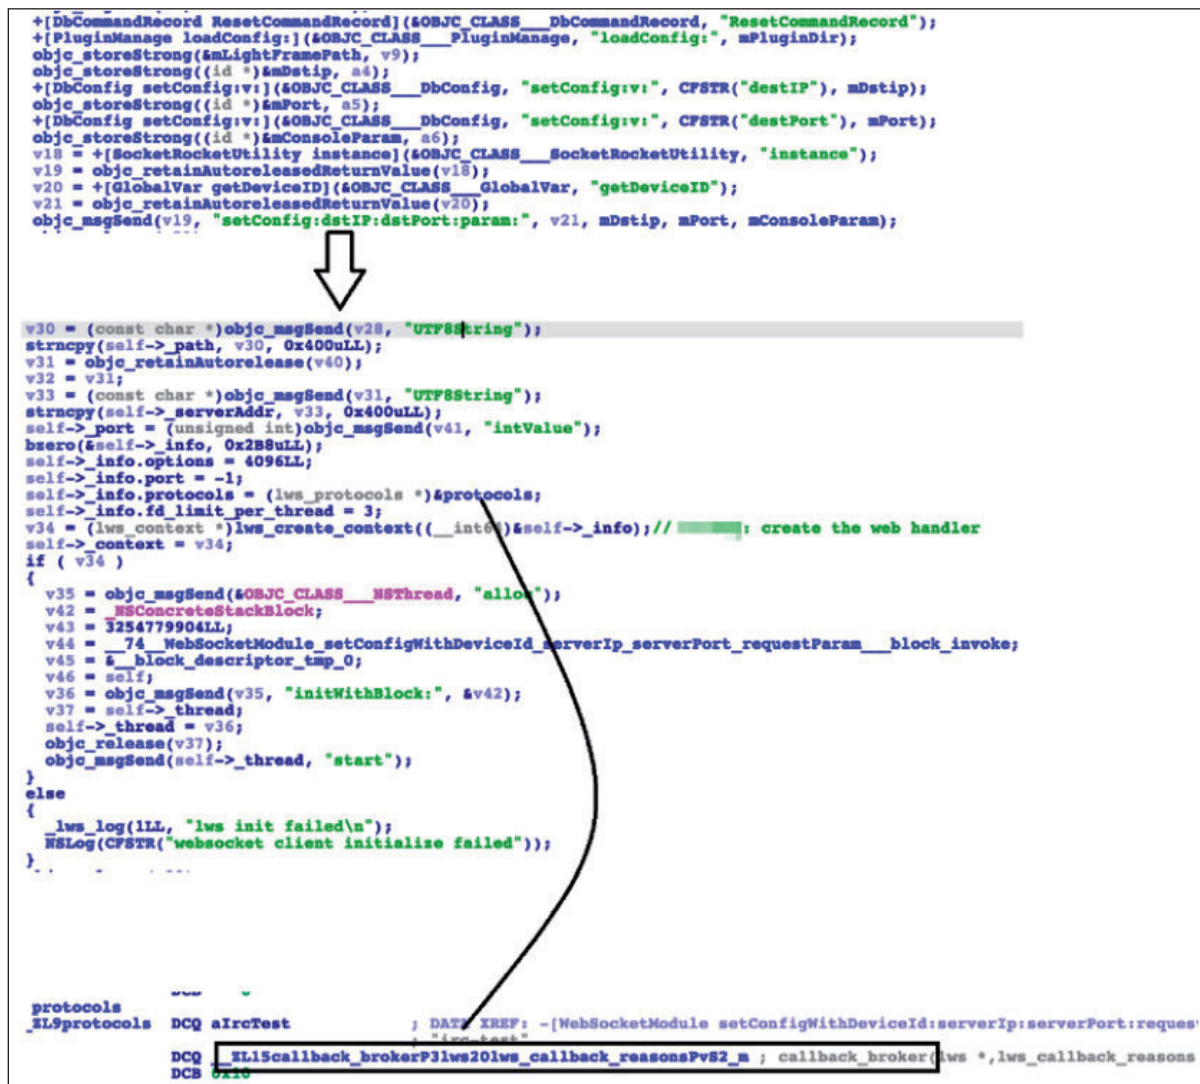 +[DbCommandRecord ResetCommandRecord](&OBJC_CLASS___DbCommandRecord, "ResetCommandRecord");
+[PluginManage loadConfig:](&OBJC_CLASS___PluginManage, "loadConfig:", mPluginDir);
objc_storeStrong(&mLightFramePath, v9);
objc_storeStrong((id *)&mDstip, a4);
+[DbConfig setConfig:v:](&OBJC_CLASS___DbConfig, "setConfig:v:", CFSTR("destIP"), mDstip);
objc_storeStrong((id *)&mPort, a5);
+[DbConfig setConfig:v:](&OBJC_CLASS___DbConfig, "setConfig:v:", CFSTR("destPort"), mPort);
objc_storeStrong((id *)&mConsoleParam, a6);
v18 = +[SocketRocketUtility instance](&OBJC_CLASS___SocketRocketUtility, "instance");
v19 = objc_retainAutoreleasedReturnValue(v18);
v20 = +[GlobalVar getDeviceID](&OBJC_CLASS___GlobalVar, "getDeviceID");
v21 = objc_retainAutoreleasedReturnValue(v20);
objc_msgSend(v19, "setConfig:dstIP:dstPort:param:", v21, mDstip, mPort, mConsoleParam);
v30 = (const char *)objc_msgSend(v28, "UTF8String");
strncpy(self->_path, v30, 0x400uLL);
v31 = objc_retainAutorelease(v40);
v32 = v31;
v33 = (const char *)objc_msgSend(v31, "UTF8String");
strncpy(self->_serverAddr, v33, 0x400uLL);
self->_port = (unsigned int)objc_msgSend(v41, "intValue");
bzero(&self->_info, 0x2B8uLL);
self->_info.options = 4096LL;
self->_info.port = -1;
self->_info.protocols = (lws_protocols *)&protocols;
self->_info.fd_limit_per_thread = 3;
v34 = (lws_context *)lws_create_context((__int64)&self->_info);// : create the web handler
self->_context = v34;
if ( v34 )
{
v35 = objc_msgSend(&OBJC_CLASS___NSThread, "alloc");
v42 = _NSConcreteStackBlock;
v43 = 3254779904LL;
v44 = __74__WebSocketModule_setConfigWithDeviceId_serverIp_serverPort_requestParam___block_invoke;
v45 = &__block_descriptor_tmp_0;
v46 = self;
v36 = objc_msgSend(v35, "initWithBlock:", &v42);
v37 = self->_thread;
self->_thread = v36;
objc_release(v37);
objc_msgSend(self->_thread, "start");
}
else
{
_lws_log(1LL, "lws init failed\n");
NSLog(CFSTR("websocket client initialize failed"));
}
protocols
_ZL9protocols DCQ aIrcTest ; DATA XREF: -[WebSocketModule setConfigWithDeviceId:serverIp:serverPort:reques
; "irc-test"
DCQ __ZL15callback_brokerP3lws20lws_callback_reasonsPvS2_m ; callback_broker(lws *,lws_callback_reasons
DCB 0x10